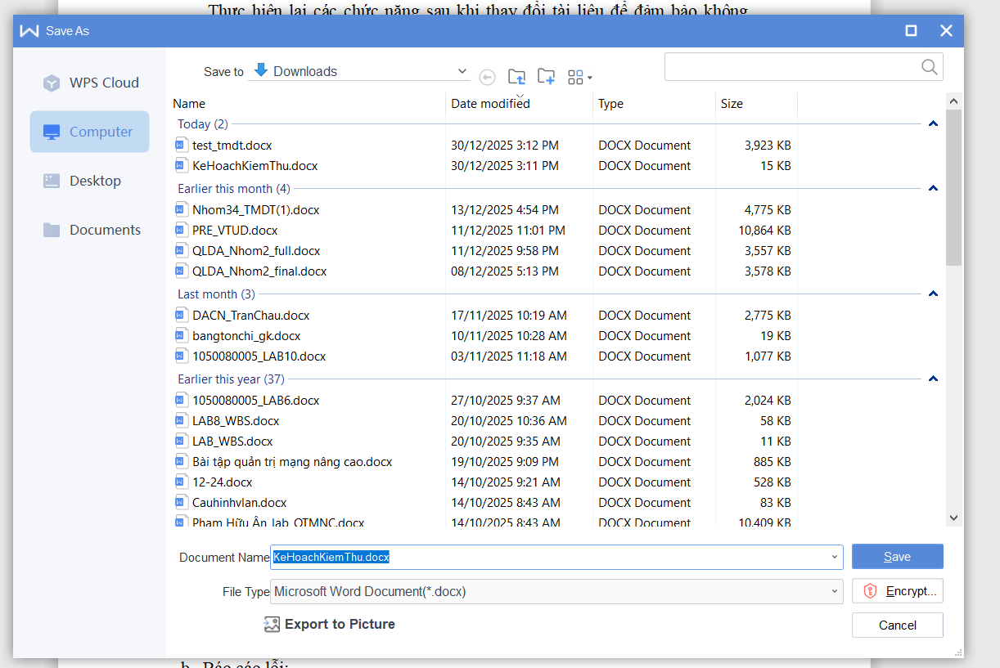 Thực hiện lại các chức năng sau khi thay đổi tài liệu để đảm bảo không
Save As
WPS Cloud
Computer
Desktop
Documents
Save to Downloads
Name Date modified Type Size
Today (2)
test_tmdt.docx 30/12/2025 3:12 PM DOCX Document 3,923 KB
KeHoachKiemThu.docx 30/12/2025 3:11 PM DOCX Document 15 KB
Earlier this month (4)
Nhom34_TMDT(1).docx 13/12/2025 4:54 PM DOCX Document 4,775 KB
PRE_VTUD.docx 11/12/2025 11:01 PM DOCX Document 10,864 KB
QLDA_Nhom2_full.docx 11/12/2025 9:58 PM DOCX Document 3,557 KB
QLDA_Nhom2_final.docx 08/12/2025 5:13 PM DOCX Document 3,578 KB
Last month (3)
DACN_TranChau.docx 17/11/2025 10:19 AM DOCX Document 2,775 KB
bangtonchi_gk.docx 10/11/2025 10:28 AM DOCX Document 19 KB
1050080005_LAB10.docx 03/11/2025 11:18 AM DOCX Document 1,077 KB
Earlier this year (37)
1050080005_LAB6.docx 27/10/2025 9:37 AM DOCX Document 2,024 KB
LAB8_WBS.docx 20/10/2025 10:36 AM DOCX Document 58 KB
LAB_WBS.docx 20/10/2025 9:35 AM DOCX Document 11 KB
Bài tập quản trị mạng nâng cao.docx 19/10/2025 9:09 PM DOCX Document 885 KB
12-24.docx 14/10/2025 9:21 AM DOCX Document 528 KB
Cauhinhvlan.docx 14/10/2025 8:43 AM DOCX Document 83 KB
Phạm Hữu Ân_lab_QTMNC.docx 14/10/2025 8:43 AM DOCX Document 10,409 KB
Document Name KeHoachKiemThu.docx Save
File Type Microsoft Word Document(*.docx) Encrypt...
Export to Picture Cancel
b. Báo cáo lỗi: